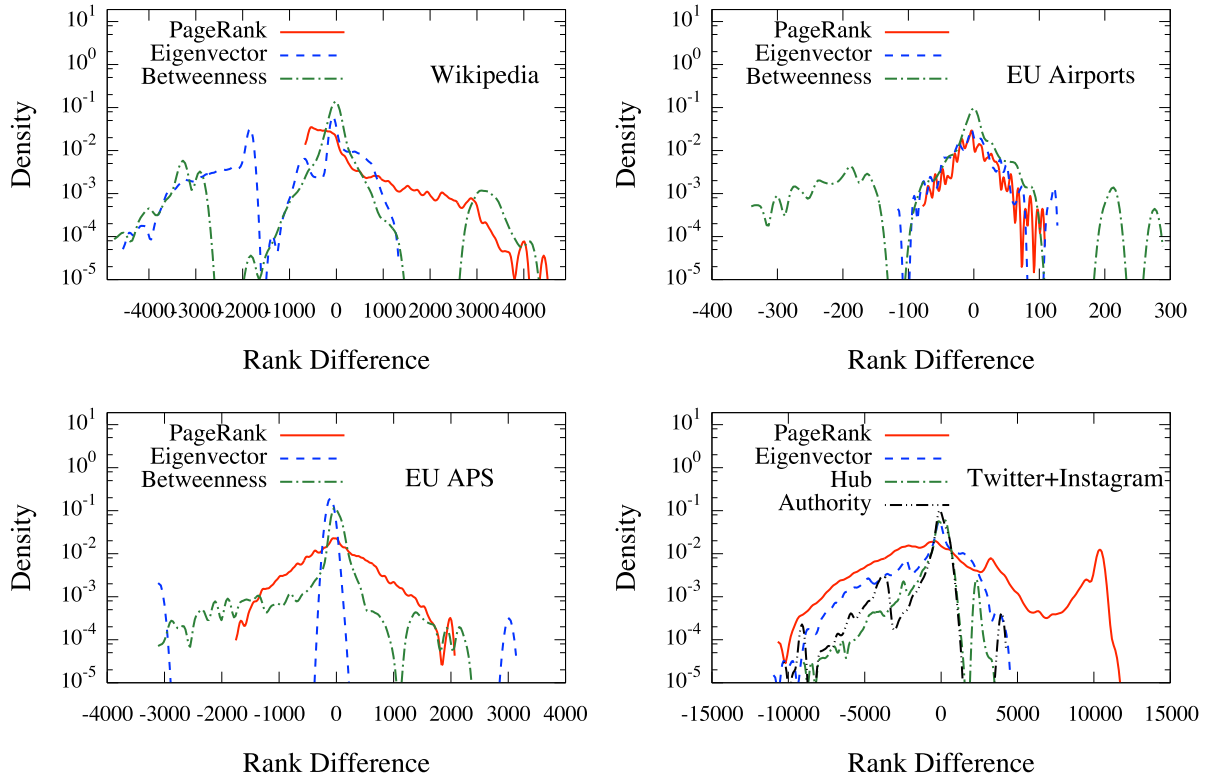 PageRank
Eigenvector
Betweenness
Wikipedia
Density
10^1
10^0
10^-1
10^-2
10^-3
10^-4
10^-5
-4000 -3000 -2000 -1000 0 1000 2000 3000 4000
Rank Difference
PageRank
Eigenvector
Betweenness
EU Airports
Density
10^1
10^0
10^-1
10^-2
10^-3
10^-4
10^-5
-400 -300 -200 -100 0 100 200 300
Rank Difference
PageRank
Eigenvector
Betweenness
EU APS
Density
10^1
10^0
10^-1
10^-2
10^-3
10^-4
10^-5
-4000 -3000 -2000 -1000 0 1000 2000 3000 4000
Rank Difference
PageRank
Eigenvector
Hub
Authority
Twitter+Instagram
Density
10^1
10^0
10^-1
10^-2
10^-3
10^-4
10^-5
-15000 -10000 -5000 0 5000 10000 15000
Rank Difference